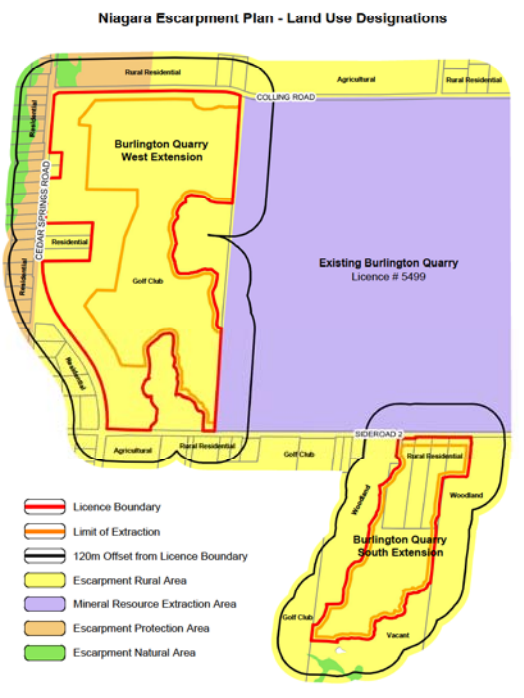 Niagara Escarpment Plan - Land Use Designations
Rural Residential
Agricultural
Rural Residential
COLLING ROAD
Residential
Burlington Quarry
West Extension
CEDAR SPRINGS ROAD
Residential
Existing Burlington Quarry
Licence # 5499
Residential
Golf Club
Residential
SIDEROAD 2
Agricultural
Rural Residential
Golf Club
Rural Residential
Woodland
Woodland
Burlington Quarry
South Extension
Golf Club
Vacant
Licence Boundary
Limit of Extraction
120m Offset from Licence Boundary
Escarpment Rural Area
Mineral Resource Extraction Area
Escarpment Protection Area
Escarpment Natural Area